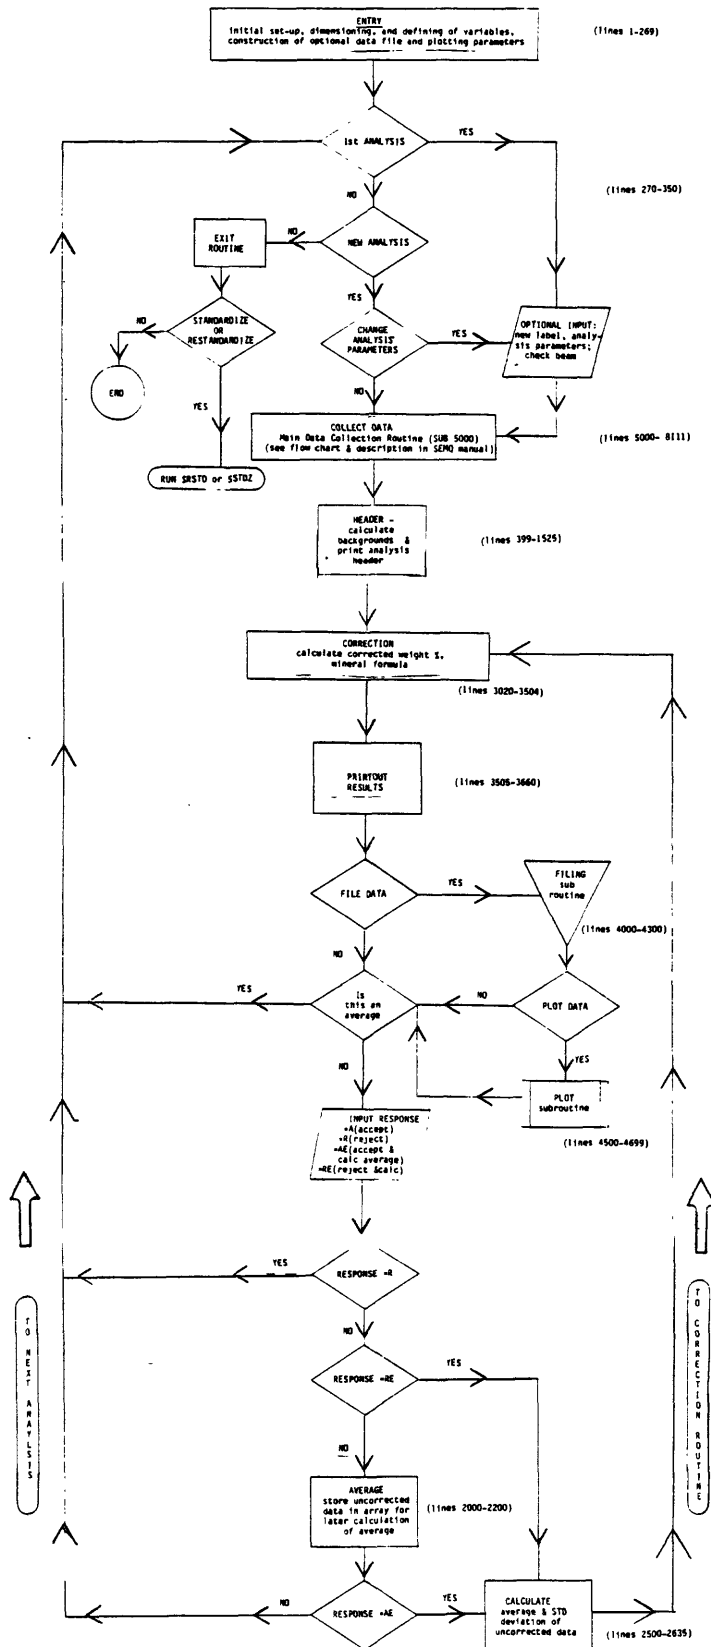 ENTRY
initial set-up, dimensioning, and defining of variables,
construction of optional data file and plotting parameters
(lines 1-269)
1st ANALYSIS
YES
(lines 270-350)
NO
EXIT
ROUTINE
NO
NEW ANALYSIS
YES
STANDARDIZE
OR
RESTANDARDIZE
NO
END
YES
CHANGE
ANALYSIS
PARAMETERS
YES
OPTIONAL INPUT:
new label, analy-
sis parameters;
check beam
NO
COLLECT DATA
Main Data Collection Routine (SUB 5000)
(see flow chart & description in SEMQ manual)
(lines 5000- 8111)
RUN SRSTD or SSTDZ
HEADER -
calculate
backgrounds &
print analysis
header
(lines 399-1525)
CORRECTION
calculate corrected weight %,
mineral formula
(lines 3020-3504)
PRINTOUT
RESULTS
(lines 3505-3660)
FILE DATA
YES
FILING
sub
routine
(lines 4000-4300)
NO
Is
this an
average
YES
NO
PLOT DATA
YES
NO
PLOT
subroutine
(lines 4500-4699)
INPUT RESPONSE
=A(accept)
=R(reject)
=AE(accept &
calc average)
=RE(reject &calc)
YES
RESPONSE =R
NO
RESPONSE =RE
YES
NO
AVERAGE
store uncorrected
data in array for
later calculation
of average
(lines 2000-2200)
NO
RESPONSE =AE
YES
CALCULATE
average & STD
deviation of
uncorrected data
(lines 2500-2635)
TO NEXT ANAYLSIS
TO CORRECTION ROUTINE